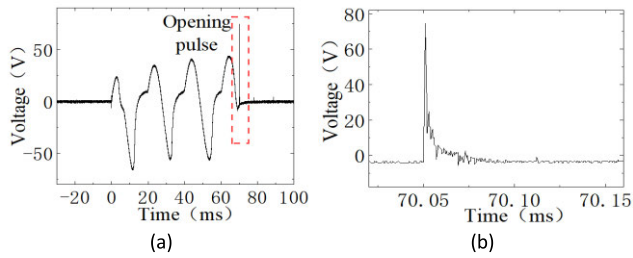 Opening
pulse
Voltage (V)
50
0
-50
-20 0 20 40 60 80 100
Time (ms)
(a)
Voltage (V)
80
60
40
20
0
70.05 70.10 70.15
Time (ms)
(b)